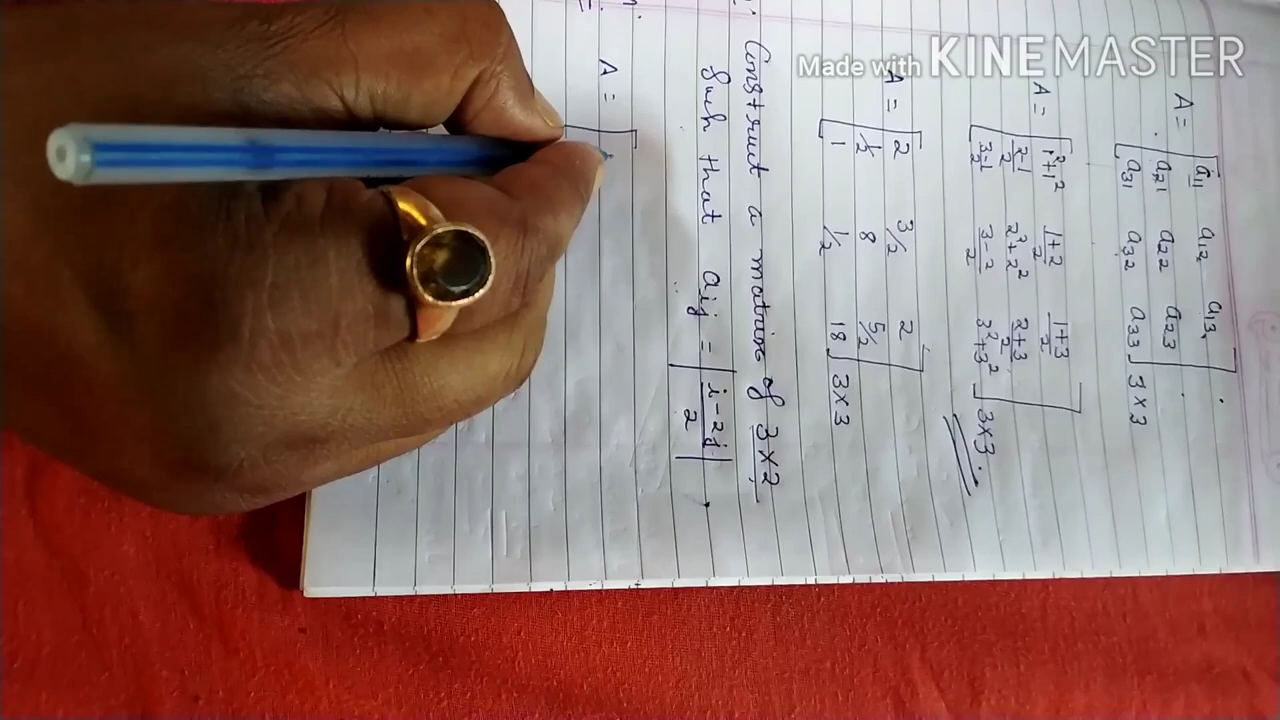 Made with KINEMASTER
A = [ a11 a12 a13
a21 a22 a23
a31 a32 a33 ] 3×3
A = [ 1²+1² 1+2/2 1+3/2
2-1/2 2²+2² 2+3/2
3-1/2 3-2/2 3²+3² ] 3×3.
A = [ 2 3/2 2
1/2 8 5/2
1 1/2 18 ] 3×3
Construct a matrix of 3×2
Such that aij = |i-2j/2|.
A = [